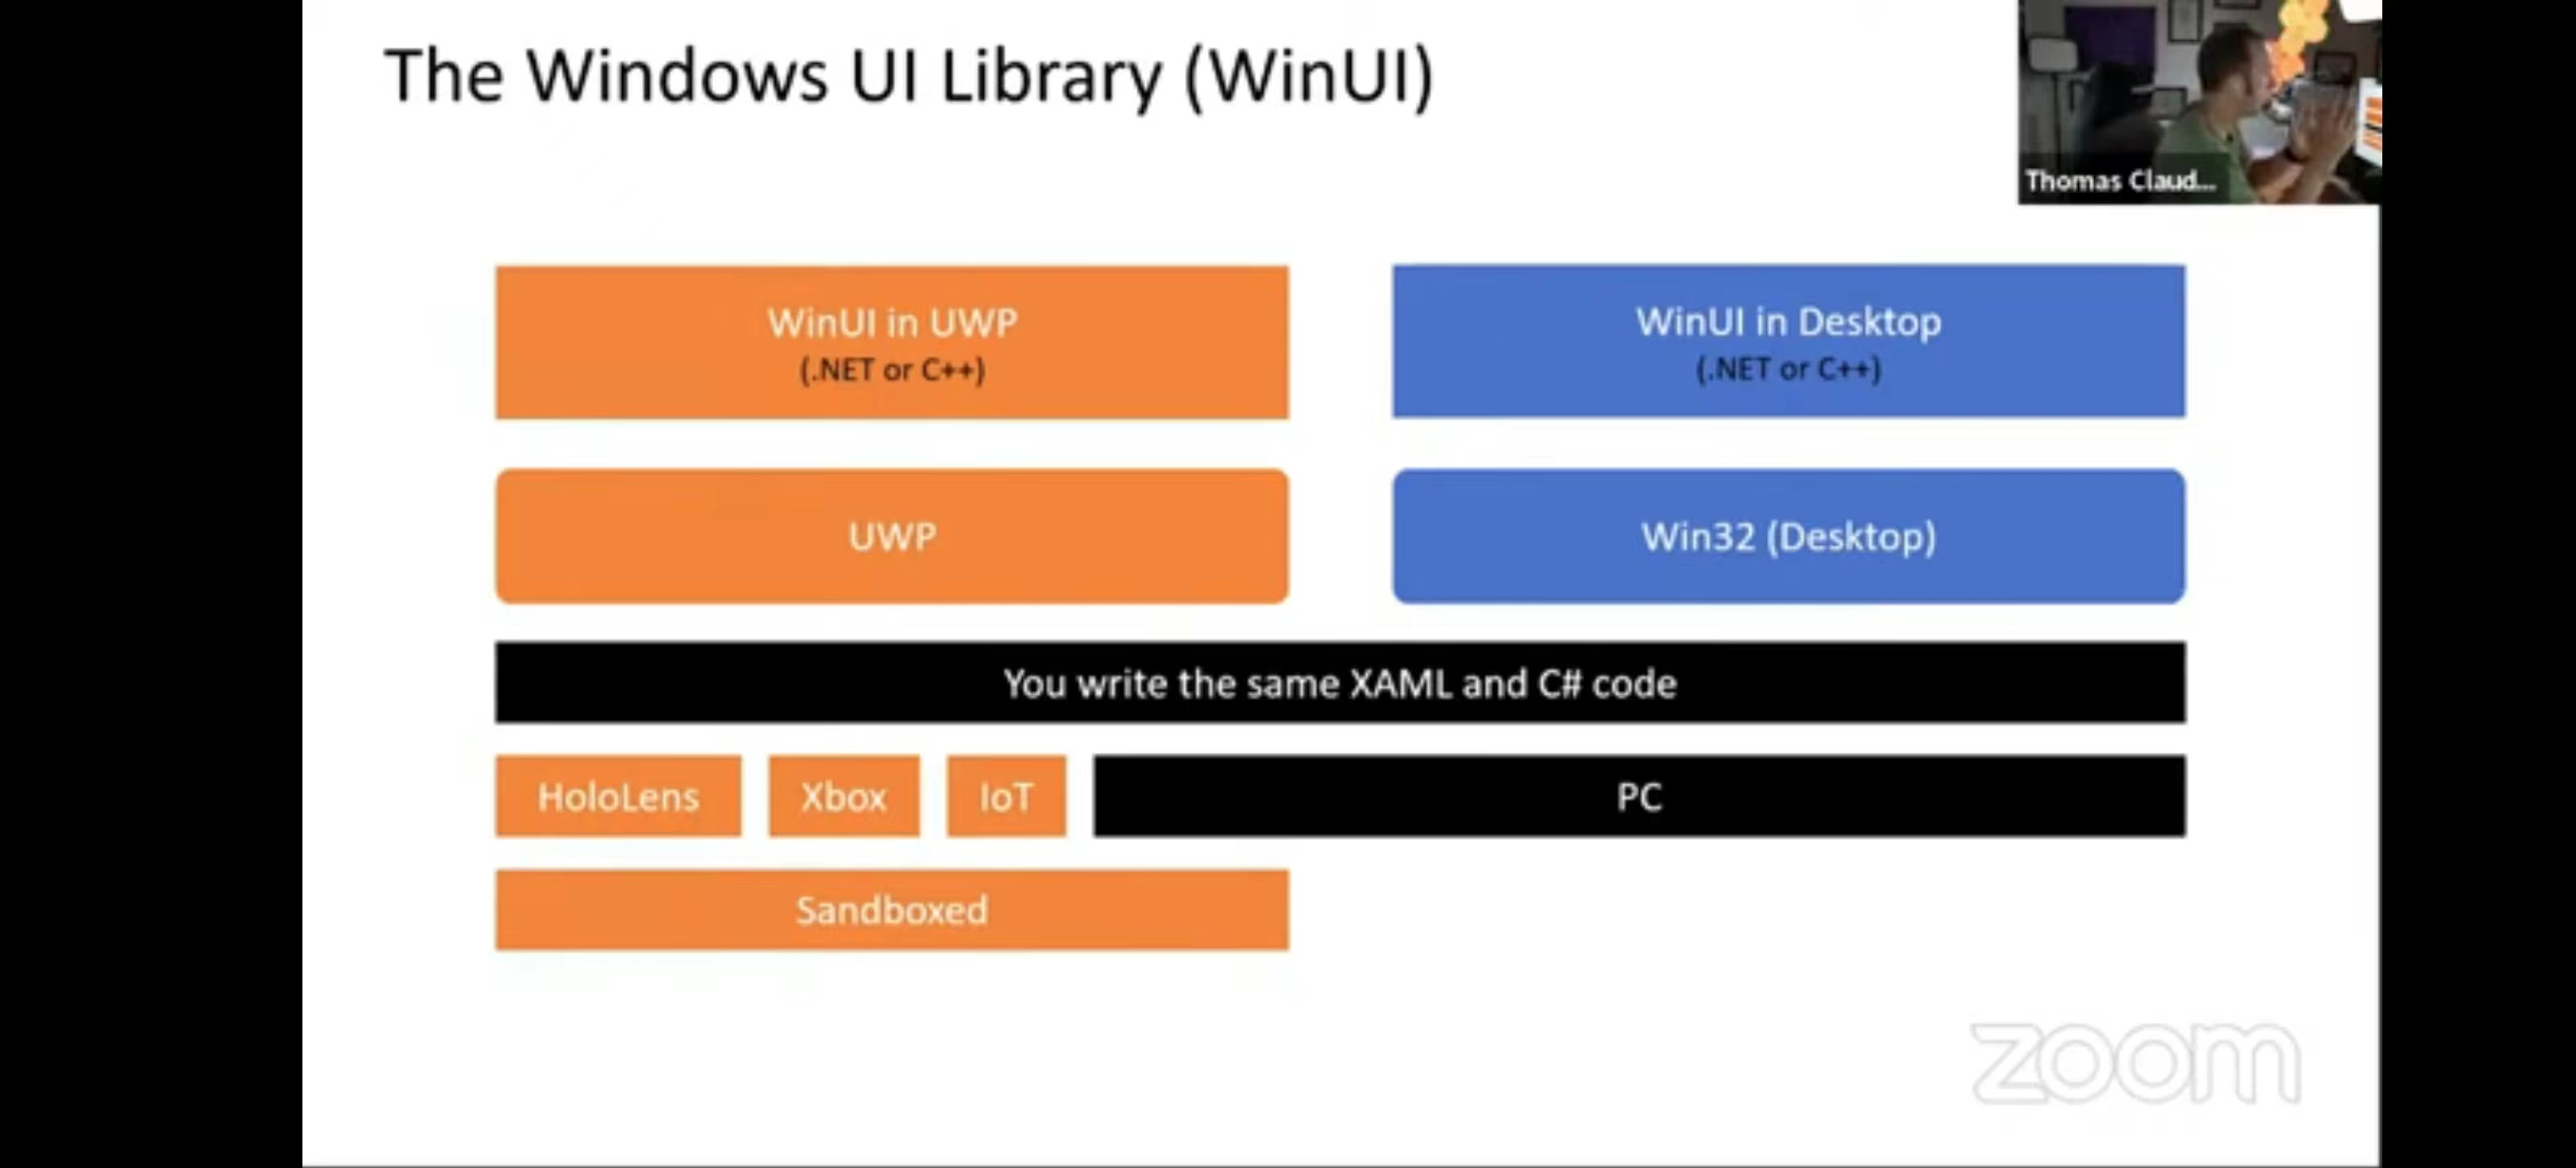 The Windows UI Library (WinUI)
Thomas Claud...
WinUI in UWP
(.NET or C++)
WinUI in Desktop
(.NET or C++)
UWP
Win32 (Desktop)
You write the same XAML and C# code
HoloLens
Xbox
IoT
PC
Sandboxed
zoom